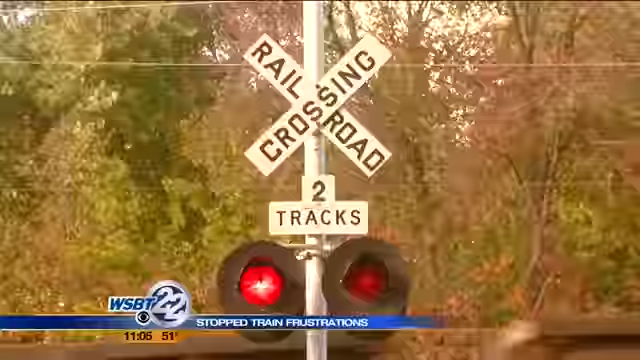 RAIL ROAD
CROSSING
2
TRACKS
WSBT 22
STOPPED TRAIN FRUSTRATIONS
11:05 51°